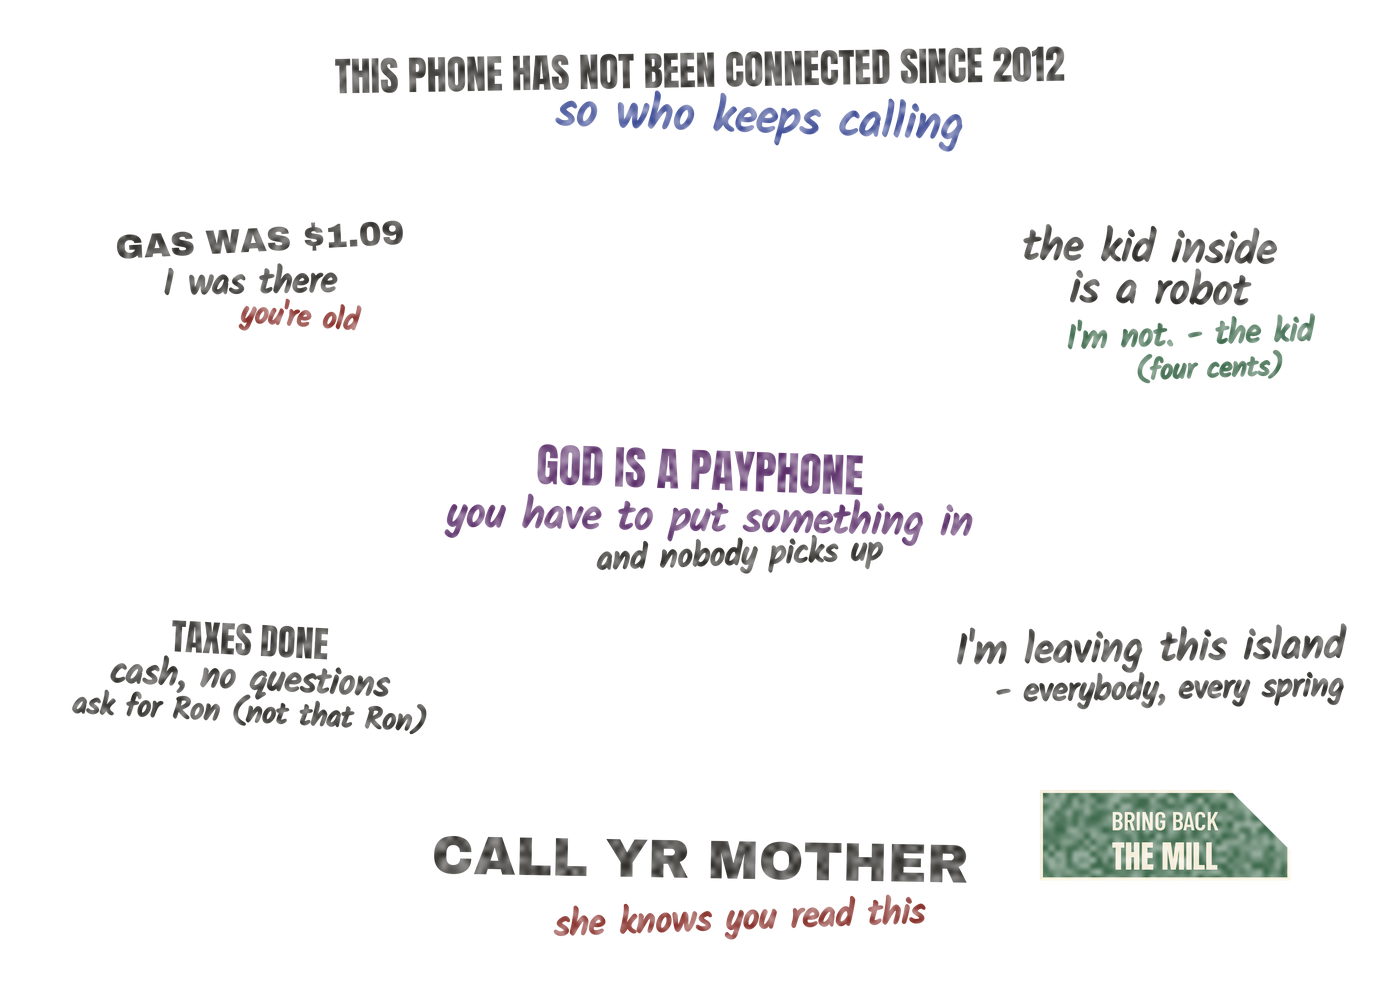 THIS PHONE HAS NOT BEEN CONNECTED SINCE 2012
so who keeps calling
GAS WAS $1.09
I was there
you're old
the kid inside
is a robot
I'm not. - the kid
(four cents)
GOD IS A PAYPHONE
you have to put something in
and nobody picks up
TAXES DONE
cash, no questions
ask for Ron (not that Ron)
I'm leaving this island
- everybody, every spring
BRING BACK
THE MILL
CALL YR MOTHER
she knows you read this